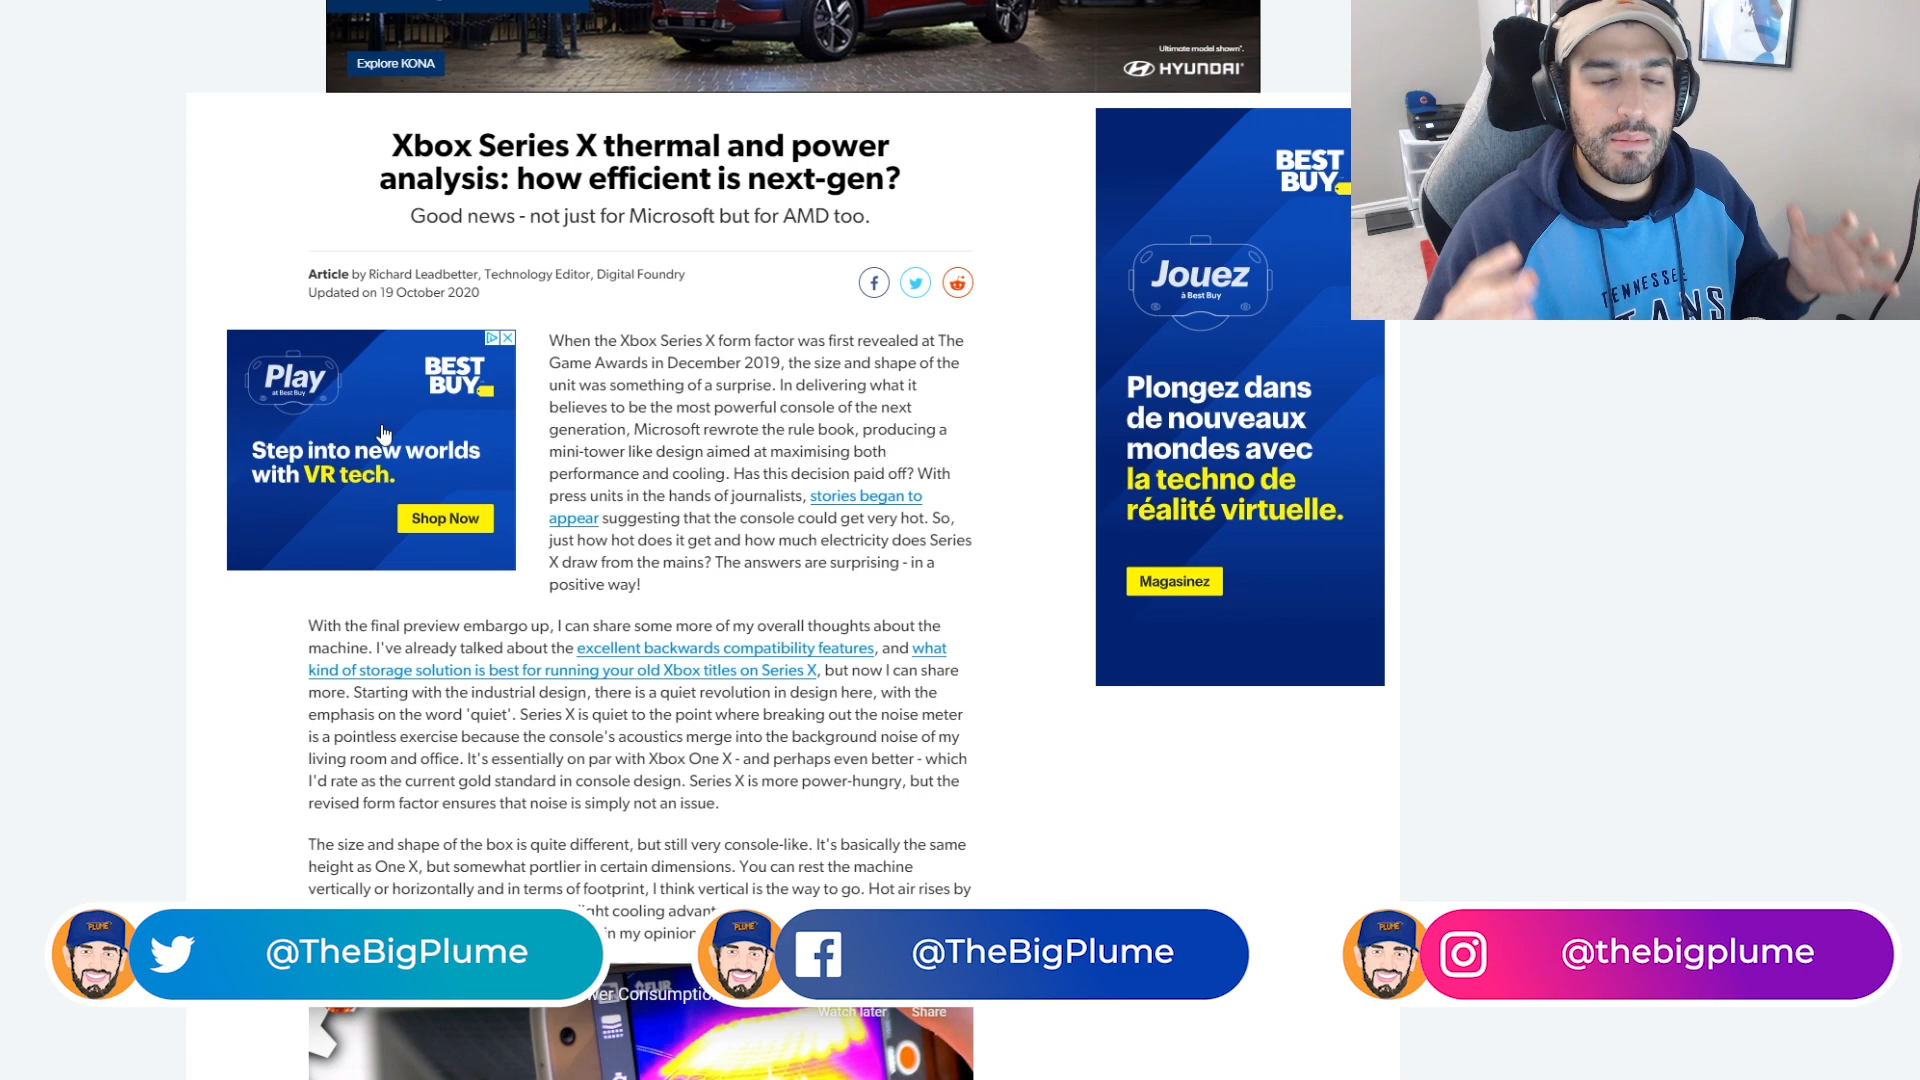 Explore KONA
Ultimate model shown*.
HYUNDAI
Xbox Series X thermal and power
analysis: how efficient is next-gen?
Good news - not just for Microsoft but for AMD too.
Article by Richard Leadbetter, Technology Editor, Digital Foundry
Updated on 19 October 2020
Play
at Best Buy
BEST
BUY
Step into new worlds
with VR tech.
Shop Now
When the Xbox Series X form factor was first revealed at The
Game Awards in December 2019, the size and shape of the
unit was something of a surprise. In delivering what it
believes to be the most powerful console of the next
generation, Microsoft rewrote the rule book, producing a
mini-tower like design aimed at maximising both
performance and cooling. Has this decision paid off? With
press units in the hands of journalists, stories began to
appear suggesting that the console could get very hot. So,
just how hot does it get and how much electricity does Series
X draw from the mains? The answers are surprising - in a
positive way!
With the final preview embargo up, I can share some more of my overall thoughts about the
machine. I've already talked about the excellent backwards compatibility features, and what
kind of storage solution is best for running your old Xbox titles on Series X, but now I can share
more. Starting with the industrial design, there is a quiet revolution in design here, with the
emphasis on the word 'quiet'. Series X is quiet to the point where breaking out the noise meter
is a pointless exercise because the console's acoustics merge into the background noise of my
living room and office. It's essentially on par with Xbox One X - and perhaps even better - which
I'd rate as the current gold standard in console design. Series X is more power-hungry, but the
revised form factor ensures that noise is simply not an issue.
The size and shape of the box is quite different, but still very console-like. It's basically the same
height as One X, but somewhat portlier in certain dimensions. You can rest the machine
vertically or horizontally and in terms of footprint, I think vertical is the way to go. Hot air rises by
cooling
in my opinion
BEST
BUY
Jouez
à Best Buy
Plongez dans
de nouveaux
mondes avec
la techno de
réalité virtuelle.
Magasinez
TENNESSEE
PLUME
@TheBigPlume
PLUME
@TheBigPlume
PLUME
@thebigplume
Watch later
Share